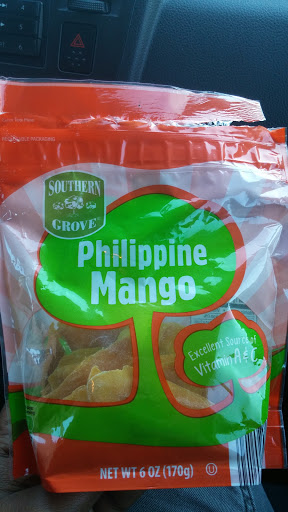 SOUTHERN
GROVE
Philippine
Mango
Excellent Source of
Vitamin A & C
NET WT 6 OZ (170g)
U